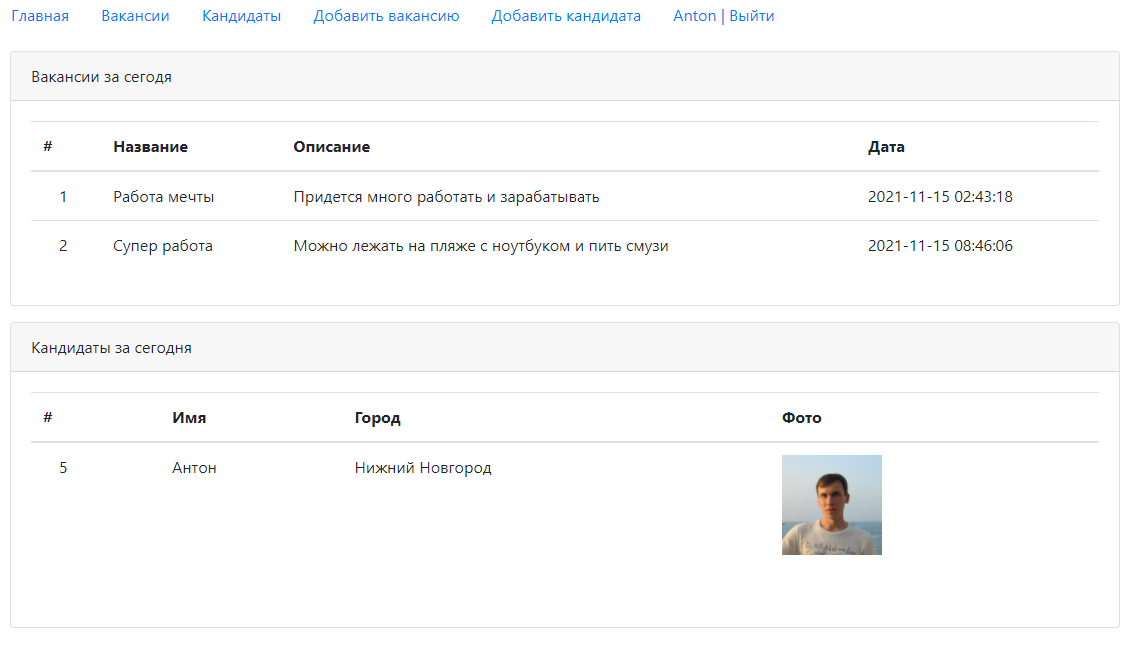 Главная Вакансии Кандидаты Добавить вакансию Добавить кандидата Anton | Выйти
Вакансии за сегодя
# Название Описание Дата
1 Работа мечты Придется много работать и зарабатывать 2021-11-15 02:43:18
2 Супер работа Можно лежать на пляже с ноутбуком и пить смузи 2021-11-15 08:46:06
Кандидаты за сегодня
# Имя Город Фото
5 Антон Нижний Новгород